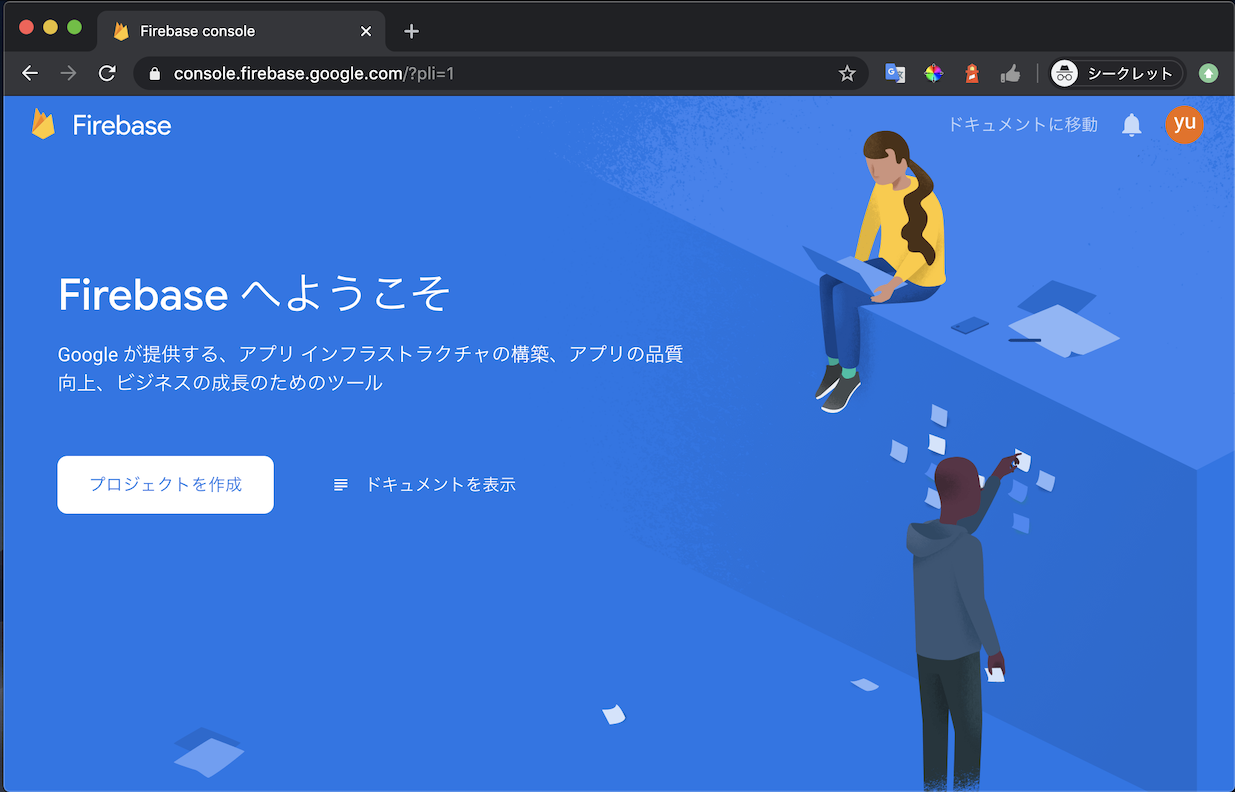 Firebase console
console.firebase.google.com/?pli=1
シークレット
Firebase
ドキュメントに移動
yu
Firebase へようこそ
Google が提供する、アプリ インフラストラクチャの構築、アプリの品質
向上、ビジネスの成長のためのツール
プロジェクトを作成
ドキュメントを表示